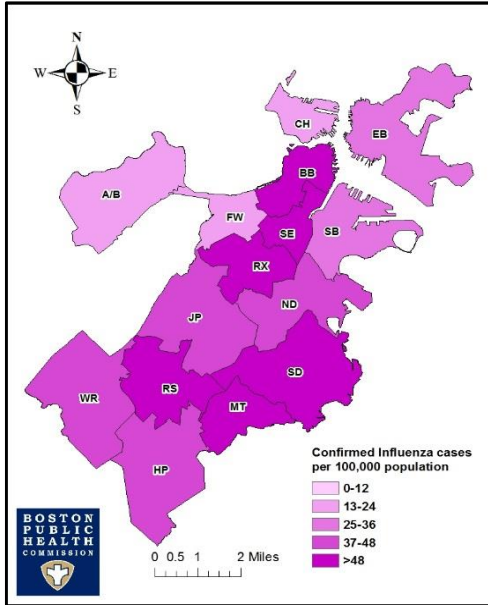 N
W E
S
CH
EB
BB
A/B
FW
SE
SB
RX
ND
JP
SD
RS
WR
MT
HP
Confirmed Influenza cases
per 100,000 population
0-12
13-24
25-36
37-48
>48
BOSTON
PUBLIC
HEALTH
COMMISSION
0 0.5 1 2 Miles